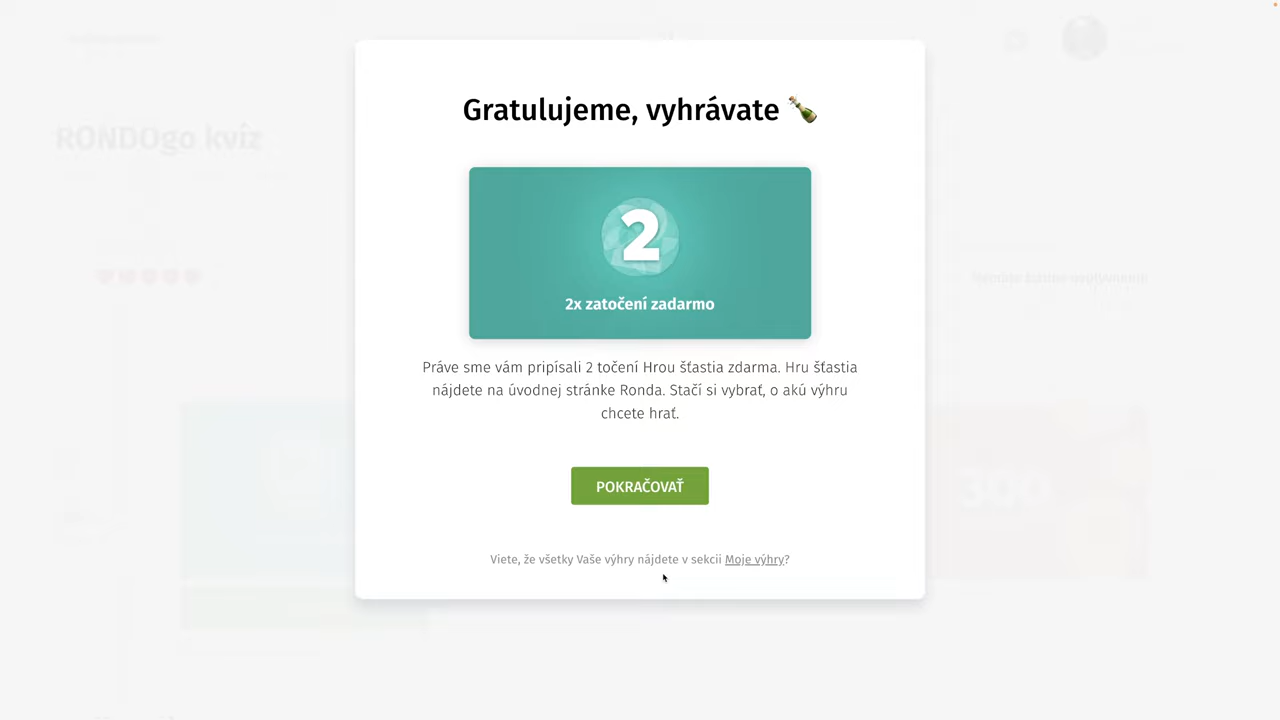 Gratulujeme, vyhrávate
2
2x zatočení zadarmo
Práve sme vám pripísali 2 točení Hrou šťastia zdarma. Hru šťastia
nájdete na úvodnej stránke Ronda. Stačí si vybrať, o akú výhru
chcete hrať.
POKRAČOVAŤ
Viete, že všetky Vaše výhry nájdete v sekcii Moje výhry?
RONDOgo kvíz